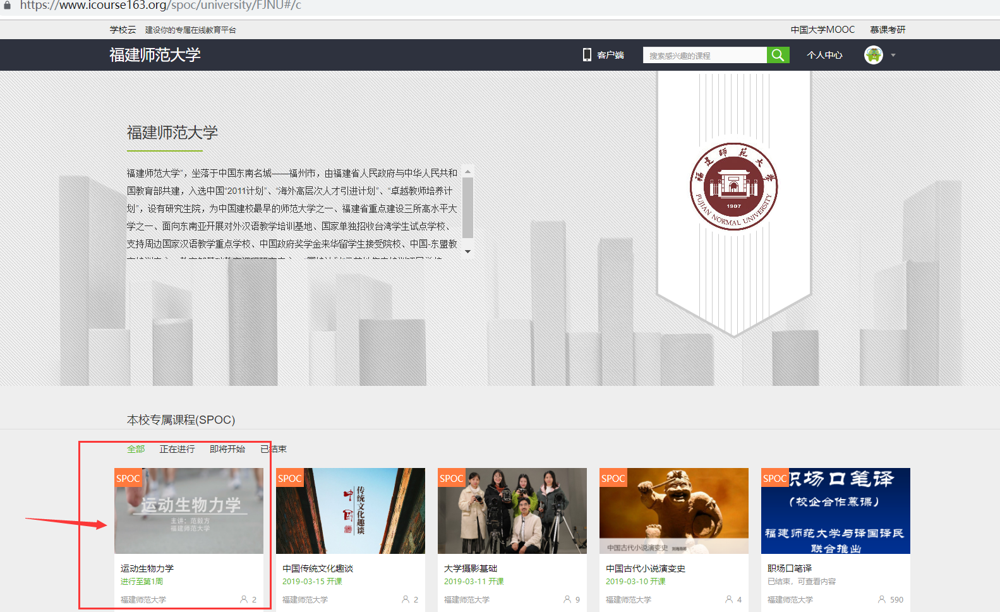 https://www.icourse163.org/spoc/university/FJNU#/c
学校云 建设你的专属在线教育平台 中国大学MOOC 慕课考研
福建师范大学 客户端 搜索感兴趣的课程 个人中心
福建师范大学
福建师范大学”，坐落于中国东南名城——福州市，由福建省人民政府与中华人民共和
国教育部共建，入选中国“2011计划”、“海外高层次人才引进计划”、“卓越教师培养计
划”，设有研究生院，为中国建校最早的师范大学之一、福建省重点建设三所高水平大
学之一、面向东南亚开展对外汉语教学培训基地、国家单独招收台湾学生试点学校、
支持周边国家汉语教学重点学校、中国政府奖学金来华留学生接受院校、中国-东盟教
福建师范大学
1907
FUJIAN NORMAL UNIVERSITY
本校专属课程(SPOC)
全部 正在进行 即将开始 已结束
SPOC
运动生物力学
主讲：范毅方
福建师范大学
运动生物力学
进行至第1周
福建师范大学 2
SPOC
中国
传统文化趣谈
中国传统文化趣谈
2019-03-15 开课
福建师范大学 2
SPOC
大学摄影基础
2019-03-11 开课
福建师范大学 9
SPOC
中国古代小说演变史
中国古代小说演变史
2019-03-10 开课
福建师范大学 4
SPOC
职场口笔译
（校企合作慕课）
福建师范大学与译国译民
联合推出
职场口笔译
已结束，可查看内容
福建师范大学 590